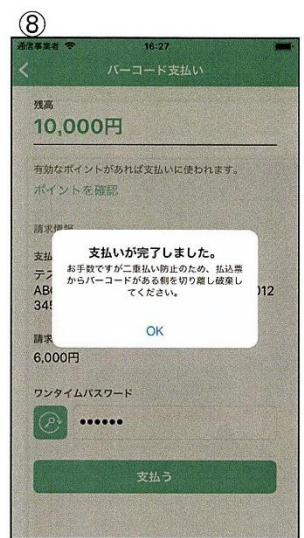 ⑧
通信事業者 16:27
バーコード支払い
残高
10,000円
有効なポイントがあれば支払いに使われます。
ポイントを確認
請求情報
支払
テス
ABC
012
345
支払いが完了しました。
お手数ですが二重払い防止のため、払込票
からバーコードがある側を切り離し破棄し
てください。
OK
請求
6,000円
ワンタイムパスワード
••••••
支払う